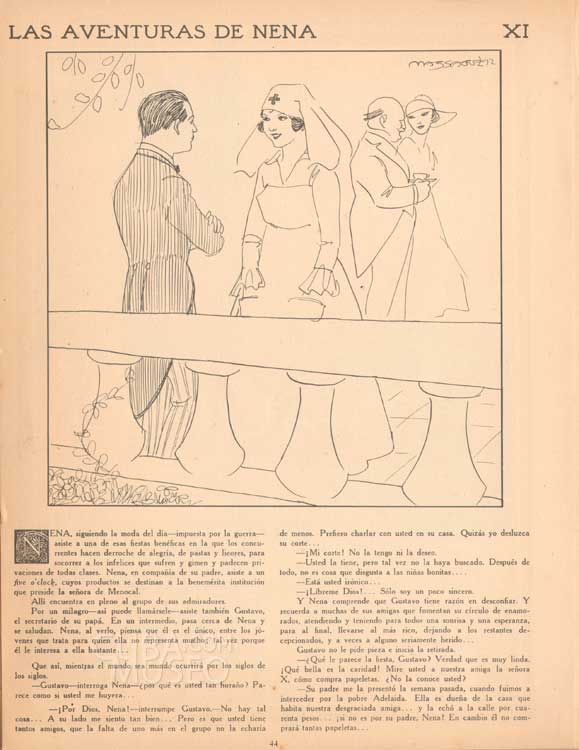 LAS AVENTURAS DE NENA XI
MASSAGUER
NENA, siguiendo la moda del día—impuesta por la guerra—
asiste a una de esas fiestas benéficas en la que los concu-
rrentes hacen derroche de alegría, de pastas y licores, para
socorrer a los infelices que sufren y gimen y padecen pri-
vaciones de todas clases. Nena, en compañía de su padre, asiste a un
five o'clock, cuyos productos se destinan a la benemérita institución
que preside la señora de Menocal.
Allí encuentra en pleno al grupo de sus admiradores.
Por un milagro—así puede llamársele—asiste también Gustavo,
el secretario de su papá. En un intermedio, pasa cerca de Nena y
se saludan. Nena, al verlo, piensa que él es el único, entre los jó-
venes que trata para quien ella no representa mucho; tal vez porque
él le interesa a ella bastante.
Que así, mientras el mundo sea mundo ocurrirá por los siglos de
los siglos.
—Gustavo—interroga Nena—¿por qué es usted tan huraño? Pa-
rece como si usted me huyera...
—¡Por Dios, Nena!—interrumpe Gustavo.—No hay tal
cosa... A su lado me siento tan bien... Pero es que usted tiene
tantos amigos, que la falta de uno más en el grupo no la echaría
de menos. Prefiero charlar con usted en su casa. Quizás yo desluzca
su corte...
—¡Mi corte! No la tengo ni la deseo.
—Usted la tiene, pero tal vez no la haya buscado. Después de
todo, no es cosa que disgusta a las niñas bonitas....
—Está usted irónico...
—¡Líbreme Dios!... Sólo soy un poco sincero.
Y Nena comprende que Gustavo tiene razón en desconfiar. Y
recuerda a muchas de sus amigas que fomentan su círculo de enamo-
rados, atendiendo y teniendo para todos una sonrisa y una esperanza,
para al final, llevarse al más rico, dejando a los restantes de-
cepcionados, y a veces a alguno seriamente herido...
Gustavo no le pide pieza e inicia la retirada.
—¿Qué le parece la fiesta, Gustavo? Verdad que es muy linda.
¡Qué bella es la caridad! Mire usted a nuestra amiga la señora
X, cómo compra papeletas. ¿No la conoce usted?
—Su padre me la presentó la semana pasada, cuando fuimos a
interceder por la pobre Adelaida. Ella es dueña de la casa que
habita nuestra desgraciada amiga... y la echó a la calle por cua-
renta pesos... ¡si no es por su padre, Nena! En cambio él no com-
prará tantas papeletas...
44
MUSEO